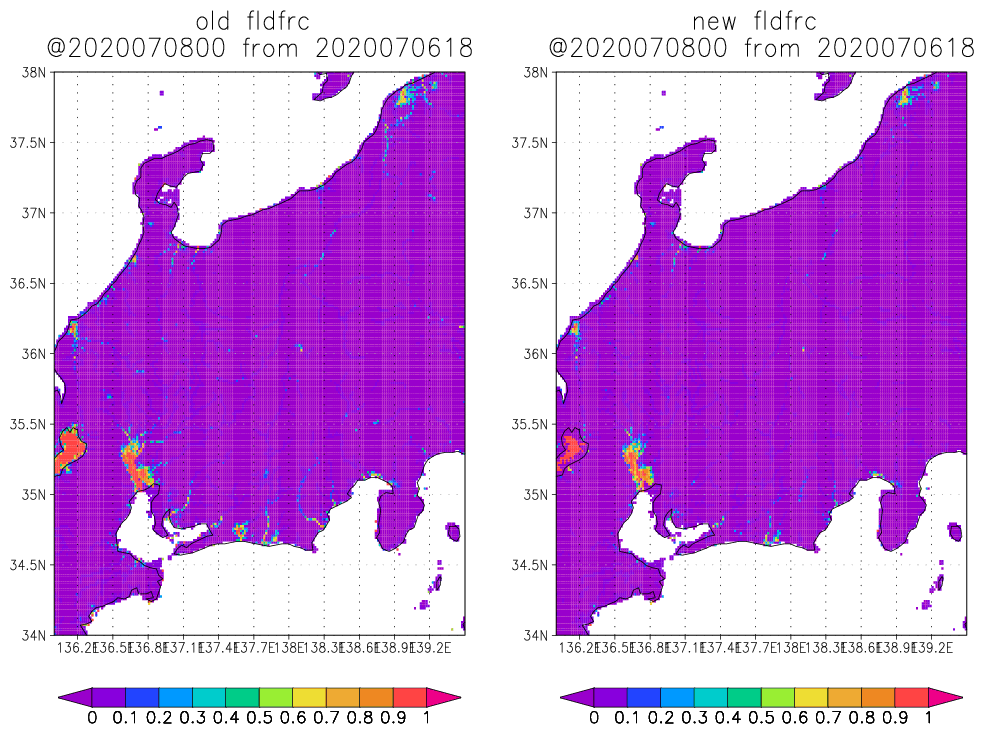 old fldfrc
@2020070800 from 2020070618
38N
37.5N
37N
36.5N
36N
35.5N
35N
34.5N
34N
136.2E 136.5E 136.8E 137.1E 137.4E 137.7E 138E 138.3E 138.6E 138.9E 139.2E
0 0.1 0.2 0.3 0.4 0.5 0.6 0.7 0.8 0.9 1
new fldfrc
@2020070800 from 2020070618
38N
37.5N
37N
36.5N
36N
35.5N
35N
34.5N
34N
136.2E 136.5E 136.8E 137.1E 137.4E 137.7E 138E 138.3E 138.6E 138.9E 139.2E
0 0.1 0.2 0.3 0.4 0.5 0.6 0.7 0.8 0.9 1